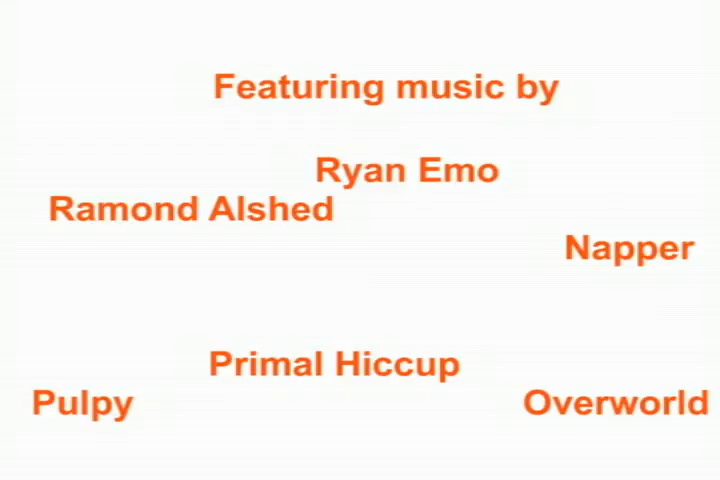 Featuring music by
Ryan Emo
Ramond Alshed
Napper
Primal Hiccup
Pulpy
Overworld